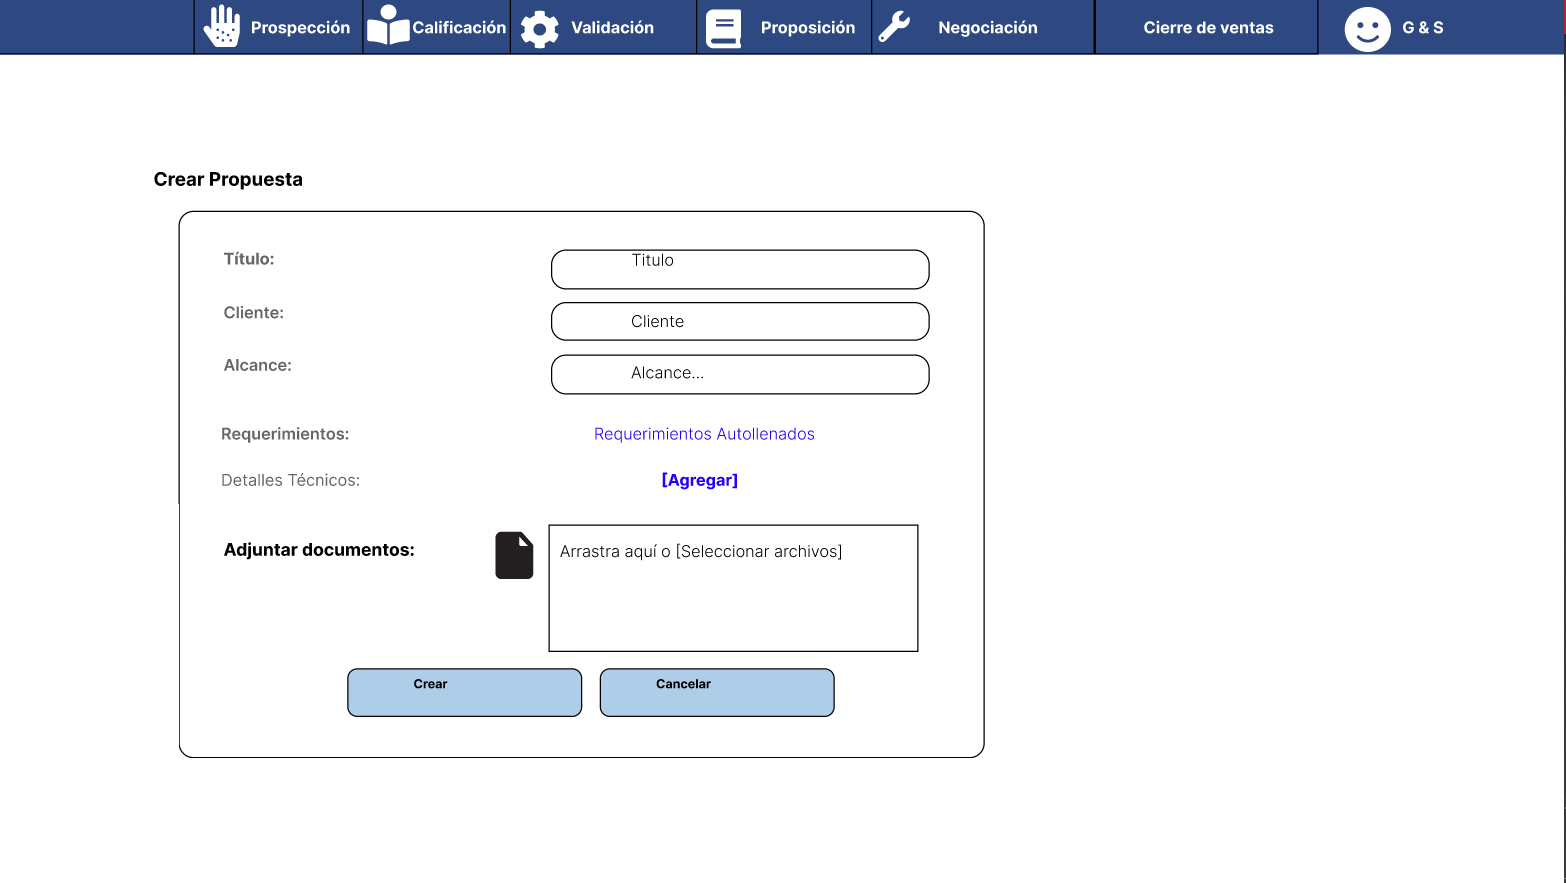 Prospección Calificación Validación Proposición Negociación Cierre de ventas G & S
Crear Propuesta
Título: Titulo
Cliente: Cliente
Alcance: Alcance...
Requerimientos: Requerimientos Autollenados
Detalles Técnicos: [Agregar]
Adjuntar documentos: Arrastra aquí o [Seleccionar archivos]
Crear Cancelar